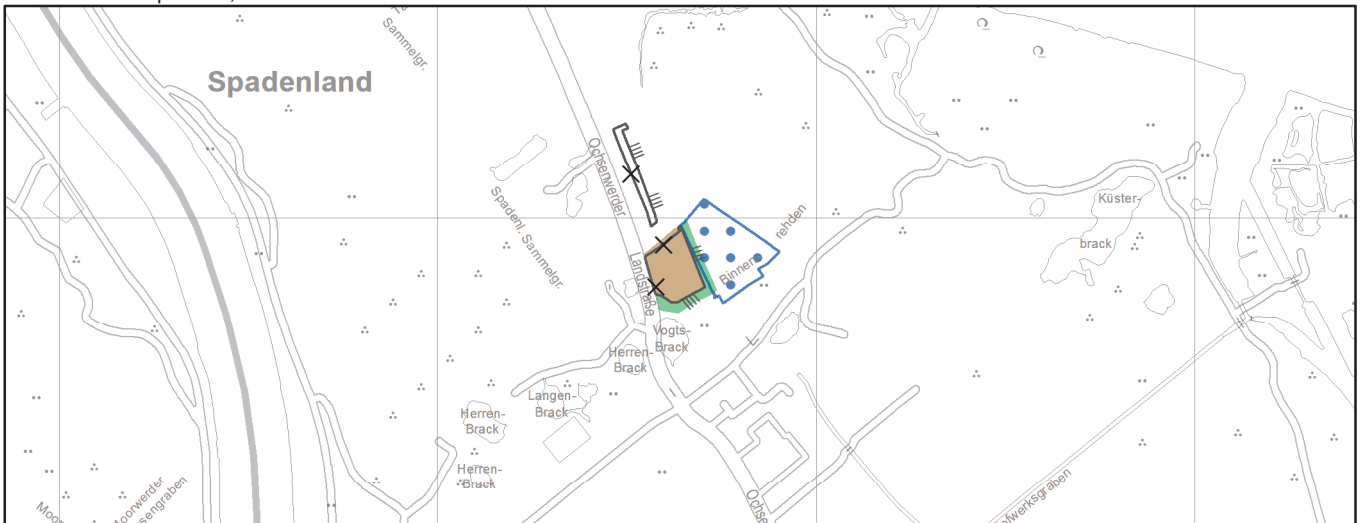 Spadenland
Sammelgr.
Ochsenwerder
Landstraße
Spadenl. Sammelgr.
Binnen-
rehden
Küster-
brack
Vogts-
Brack
Herren-
Brack
Langen-
Brack
Herren-
Brack
Herren-
Brack
Moorwerder